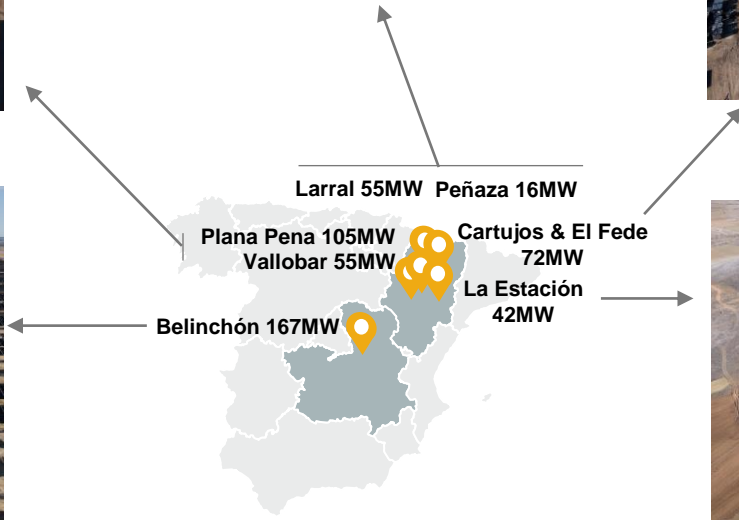 Larral 55MW Peñaza 16MW
Plana Pena 105MW
Vallobar 55MW
Cartujos & El Fede
72MW
La Estación
42MW
Belinchón 167MW